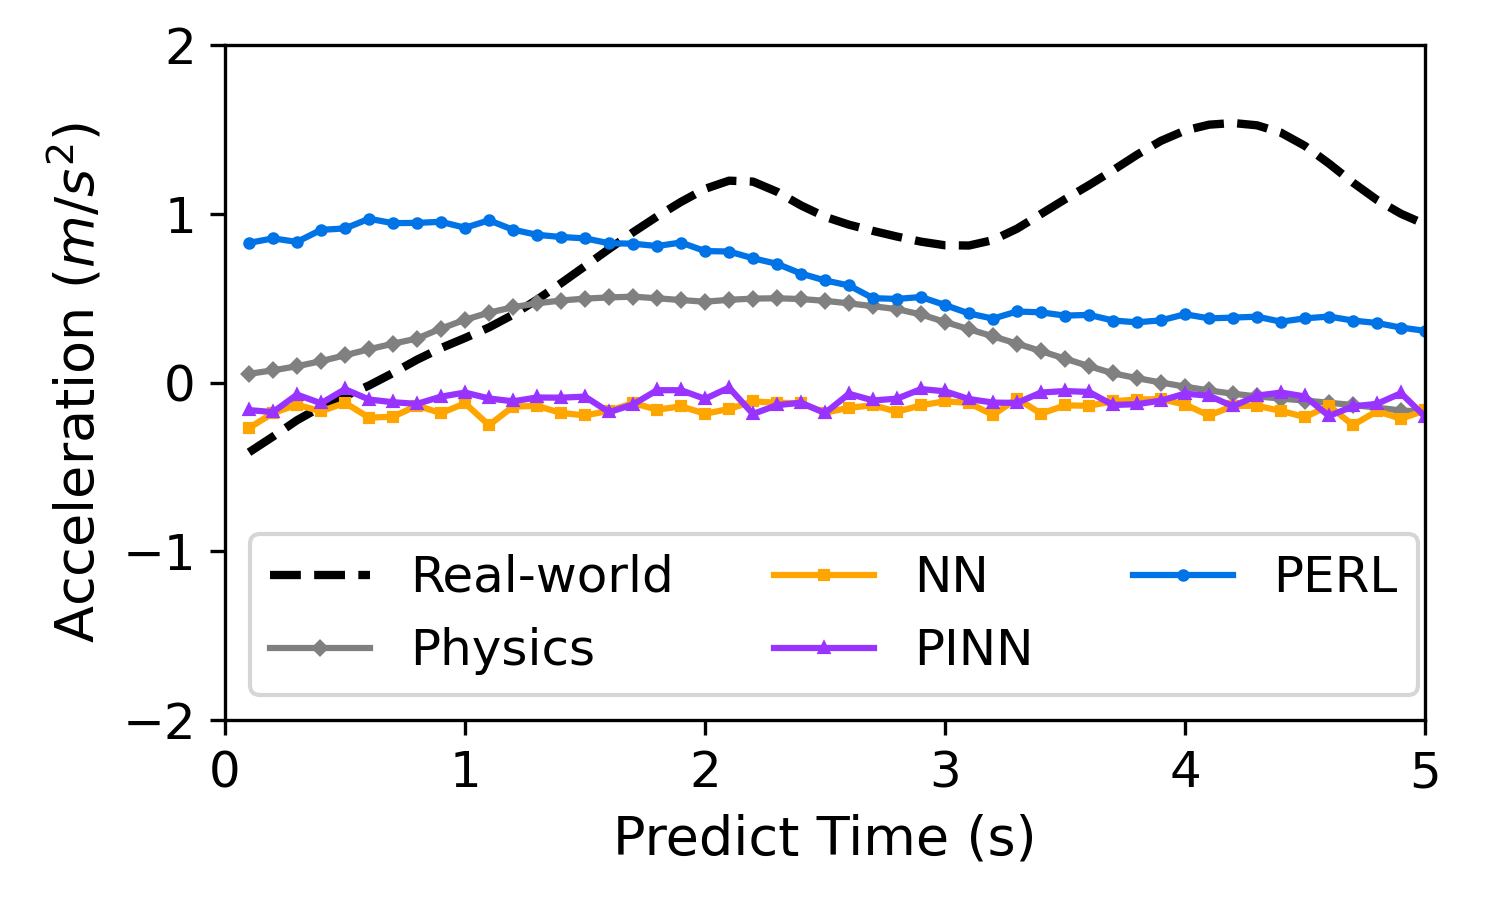 2
1
0
−1
−2
Acceleration (m/s²)
Real-world
Physics
NN
PINN
PERL
0 1 2 3 4 5
Predict Time (s)